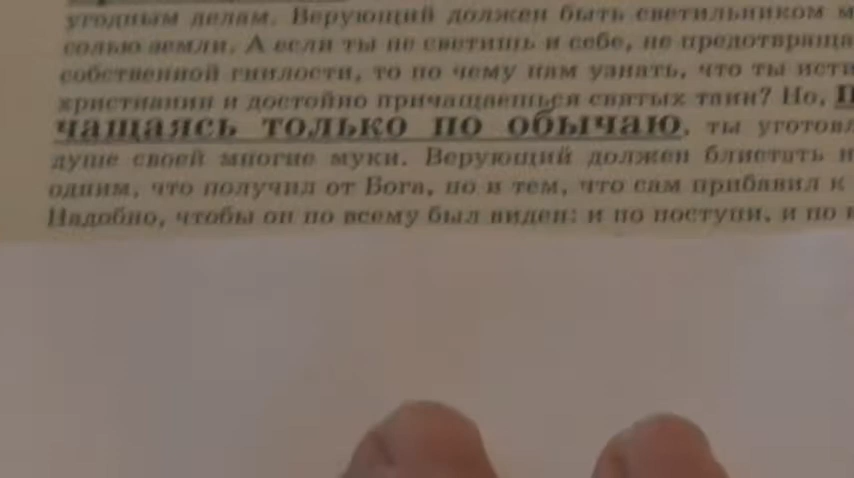 угодным делам. Верующий должен быть светильником м
солью земли. А если ты не светишь и себе, не предотвраща
собственной гнилости, то по чему нам узнать, что ты исти
христианин и достойно причащаешься святых таин? Но, П
чащаясь только по обычаю, ты уготовл
душе своей многие муки. Верующий должен блистать н
одним, что получил от Бога, но и тем, что сам прибавил к
Надобно, чтобы он по всему был виден: и по поступи, и по в